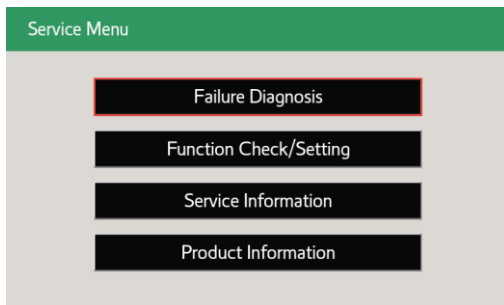 Service Menu
Failure Diagnosis
Function Check/Setting
Service Information
Product Information